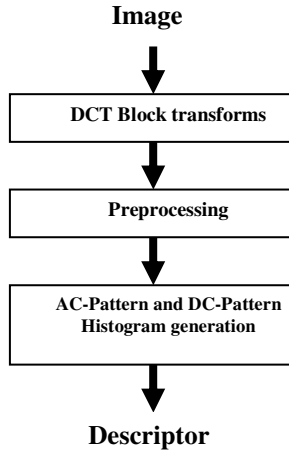 Image
DCT Block transforms
Preprocessing
AC-Pattern and DC-Pattern
Histogram generation
Descriptor